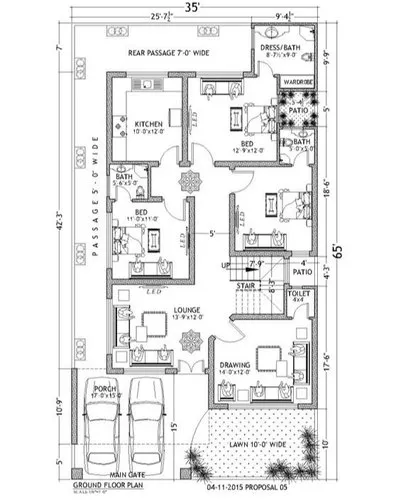 35'
25'-7" 9'-4"
7' REAR PASSAGE 7'-0" WIDE
DRESS/BATH
8'-7½"x9'-0"
9'-9"
WARDROBE
KITCHEN
10'-0"x12'-0"
LED
BED
12'-9"x12'-0"
PATIO
5'
BATH
5'-0"x5'-0"
PASSAGE 5'-0" WIDE
BATH
5'-6"x5'-0"
BED
11'-0"x11'-0"
LED
LED
18'-6"
42'-3"
5'
65'
UP
7'-9"
STAIR
8'-3"
4'
PATIO
4'-3"
LED
TOILET
4x4
LOUNGE
13'-9"x12'-0"
DRAWING
14'-0"x12'-0"
17'-6"
PORCH
17'-0"x15'-0"
10'-9"
LAWN 10'-0" WIDE
10'
5'
MAIN GATE
GROUND FLOOR PLAN
04-11-2015 PROPOSAL 05